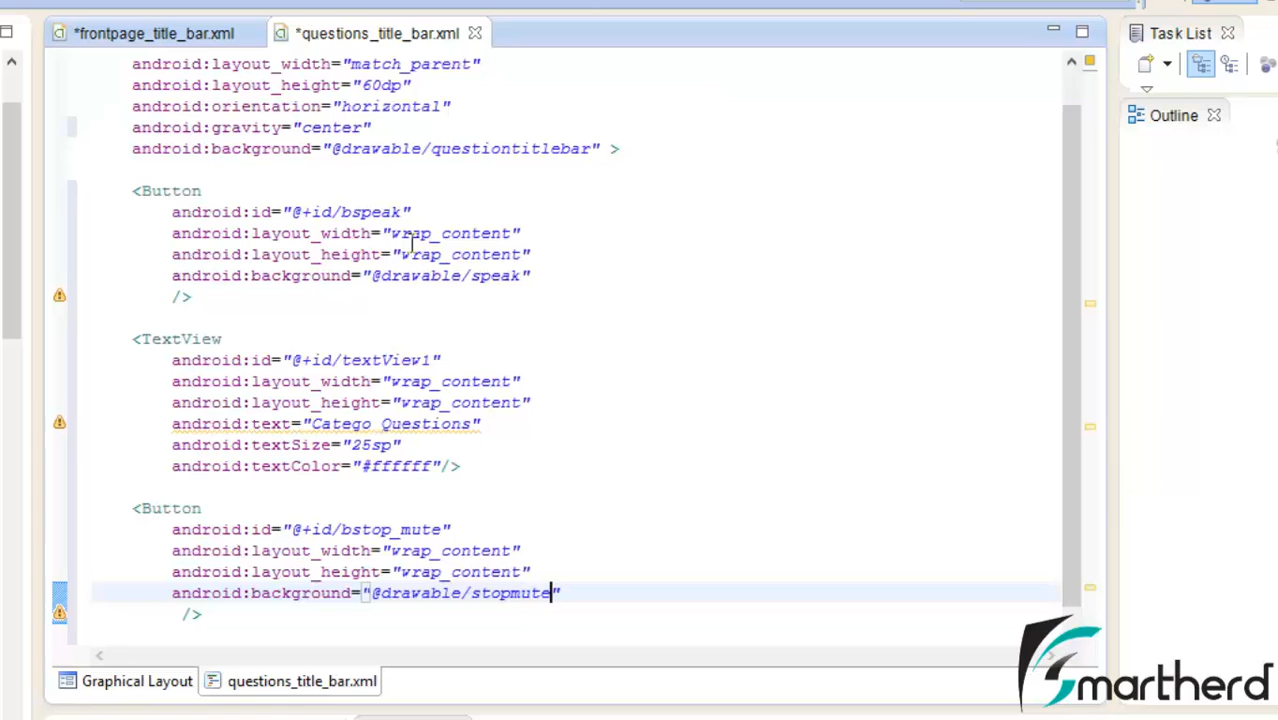 *frontpage_title_bar.xml
*questions_title_bar.xml
Task List
Outline
android:layout_width="match_parent"
android:layout_height="60dp"
android:orientation="horizontal"
android:gravity="center"
android:background="@drawable/questiontitlebar" >
<Button
android:id="@+id/bspeak"
android:layout_width="wrap_content"
android:layout_height="wrap_content"
android:background="@drawable/speak"
/>
<TextView
android:id="@+id/textView1"
android:layout_width="wrap_content"
android:layout_height="wrap_content"
android:text="Catego Questions"
android:textSize="25sp"
android:textColor="#ffffff"/>
<Button
android:id="@+id/bstop_mute"
android:layout_width="wrap_content"
android:layout_height="wrap_content"
android:background="@drawable/stopmute"
/>
Graphical Layout
questions_title_bar.xml
Smartherd